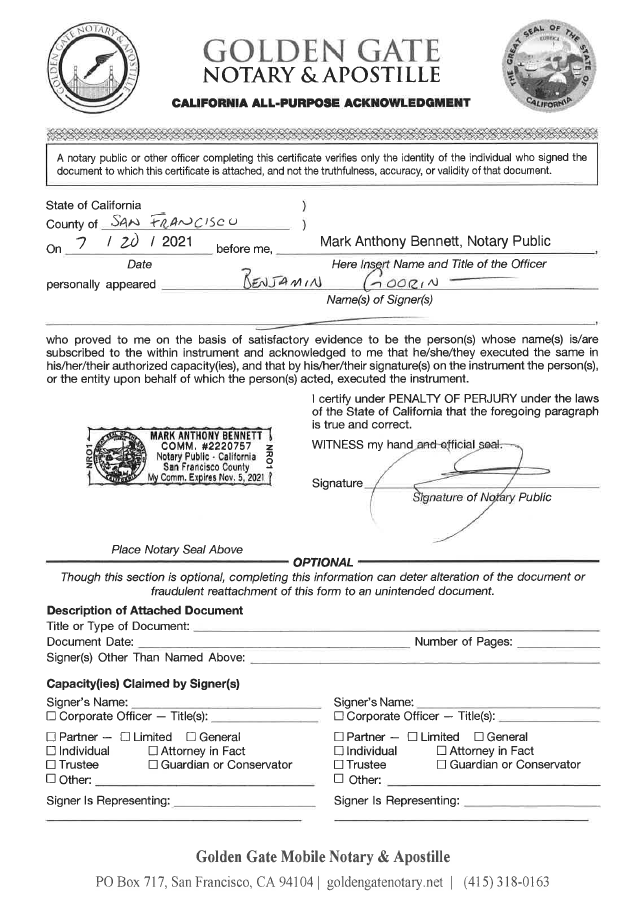 GOLDEN GATE NOTARY & APOSTILLE
GOLDEN GATE
NOTARY & APOSTILLE
CALIFORNIA ALL-PURPOSE ACKNOWLEDGMENT
THE GREAT SEAL OF THE STATE OF CALIFORNIA
EUREKA
A notary public or other officer completing this certificate verifies only the identity of the individual who signed the
document to which this certificate is attached, and not the truthfulness, accuracy, or validity of that document.
State of California )
County of SAN FRANCISCO )
On 7 / 20 / 2021 before me, Mark Anthony Bennett, Notary Public,
Date Here Insert Name and Title of the Officer
personally appeared BENJAMIN GOORIN
Name(s) of Signer(s)
,
who proved to me on the basis of satisfactory evidence to be the person(s) whose name(s) is/are
subscribed to the within instrument and acknowledged to me that he/she/they executed the same in
his/her/their authorized capacity(ies), and that by his/her/their signature(s) on the instrument the person(s),
or the entity upon behalf of which the person(s) acted, executed the instrument.
I certify under PENALTY OF PERJURY under the laws
of the State of California that the foregoing paragraph
is true and correct.
WITNESS my hand and official seal.
NRO1
MARK ANTHONY BENNETT
COMM. #2220757
Notary Public - California
San Francisco County
My Comm. Expires Nov. 5, 2021
NRO1
Signature
Signature of Notary Public
Place Notary Seal Above
OPTIONAL
Though this section is optional, completing this information can deter alteration of the document or
fraudulent reattachment of this form to an unintended document.
Description of Attached Document
Title or Type of Document:
Document Date: Number of Pages:
Signer(s) Other Than Named Above:
Capacity(ies) Claimed by Signer(s)
Signer's Name: Signer's Name:
☐ Corporate Officer — Title(s): ☐ Corporate Officer — Title(s):
☐ Partner — ☐ Limited ☐ General ☐ Partner — ☐ Limited ☐ General
☐ Individual ☐ Attorney in Fact ☐ Individual ☐ Attorney in Fact
☐ Trustee ☐ Guardian or Conservator ☐ Trustee ☐ Guardian or Conservator
☐ Other: ☐ Other:
Signer Is Representing: Signer Is Representing:
Golden Gate Mobile Notary & Apostille
PO Box 717, San Francisco, CA 94104 | goldengatenotary.net | (415) 318-0163